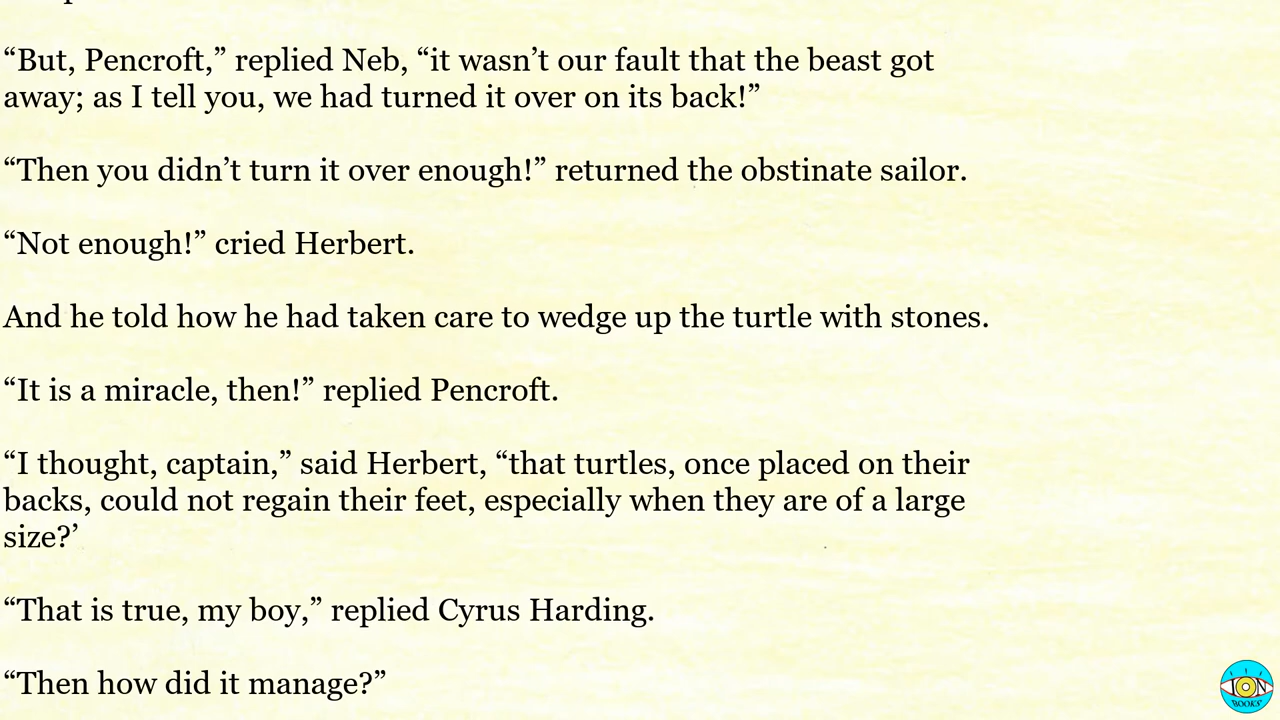 “But, Pencroft,” replied Neb, “it wasn’t our fault that the beast got
away; as I tell you, we had turned it over on its back!”
“Then you didn’t turn it over enough!” returned the obstinate sailor.
“Not enough!” cried Herbert.
And he told how he had taken care to wedge up the turtle with stones.
“It is a miracle, then!” replied Pencroft.
“I thought, captain,” said Herbert, “that turtles, once placed on their
backs, could not regain their feet, especially when they are of a large
size?’
“That is true, my boy,” replied Cyrus Harding.
“Then how did it manage?”
ION
BOOKS